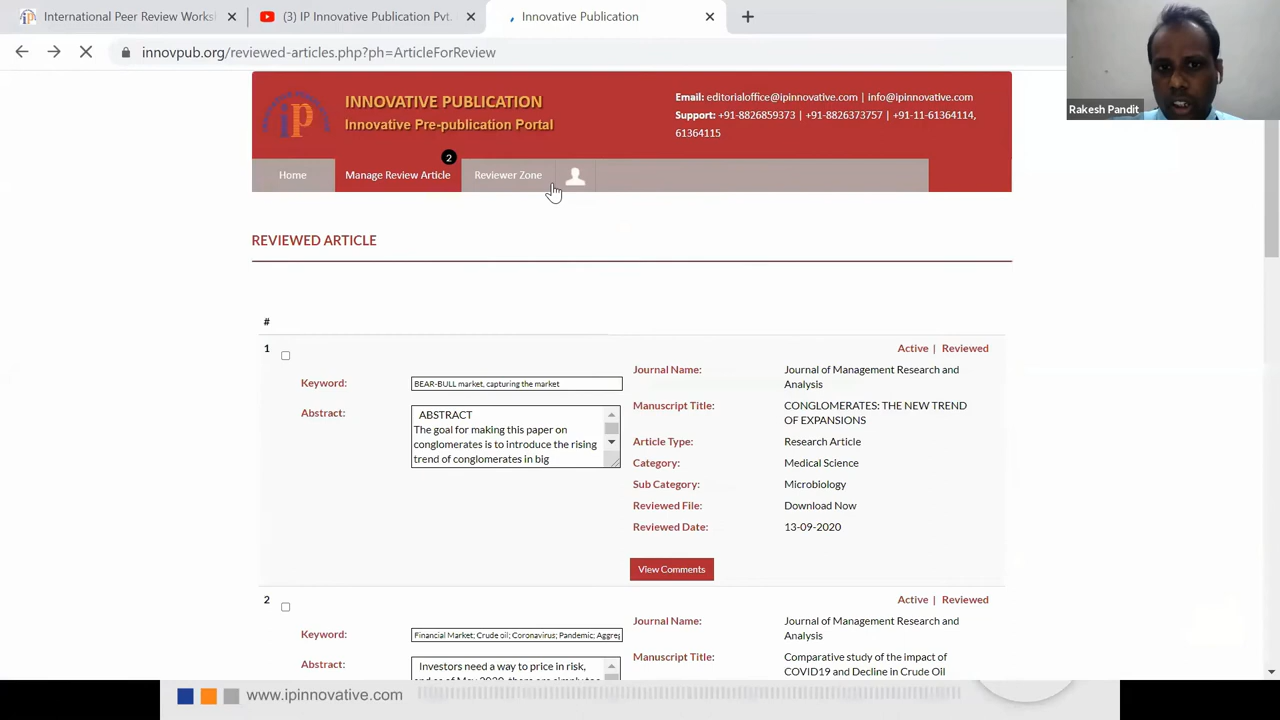 International Peer Review Works
(3) IP Innovative Publication Pvt.
Innovative Publication
innovpub.org/reviewed-articles.php?ph=ArticleForReview
Rakesh Pandit
ip
INNOVATIVE PUBLICATION
Innovative Pre-publication Portal
Email: editorialoffice@ipinnovative.com | info@ipinnovative.com
Support: +91-8826859373 | +91-8826373757 | +91-11-61364114,
61364115
2
Home
Manage Review Article
Reviewer Zone
REVIEWED ARTICLE
#
1
Active | Reviewed
Keyword:
BEAR-BULL market, capturing the market
Abstract:
ABSTRACT
The goal for making this paper on
conglomerates is to introduce the rising
trend of conglomerates in big
Journal Name:
Journal of Management Research and
Analysis
Manuscript Title:
CONGLOMERATES: THE NEW TREND
OF EXPANSIONS
Article Type:
Research Article
Category:
Medical Science
Sub Category:
Microbiology
Reviewed File:
Download Now
Reviewed Date:
13-09-2020
View Comments
2
Active | Reviewed
Keyword:
Financial Market; Crude oil; Coronavirus; Pandemic; Aggreg
Abstract:
Investors need a way to price in risk,
Journal Name:
Journal of Management Research and
Analysis
Manuscript Title:
Comparative study of the impact of
COVID19 and Decline in Crude Oil
www.ipinnovative.com